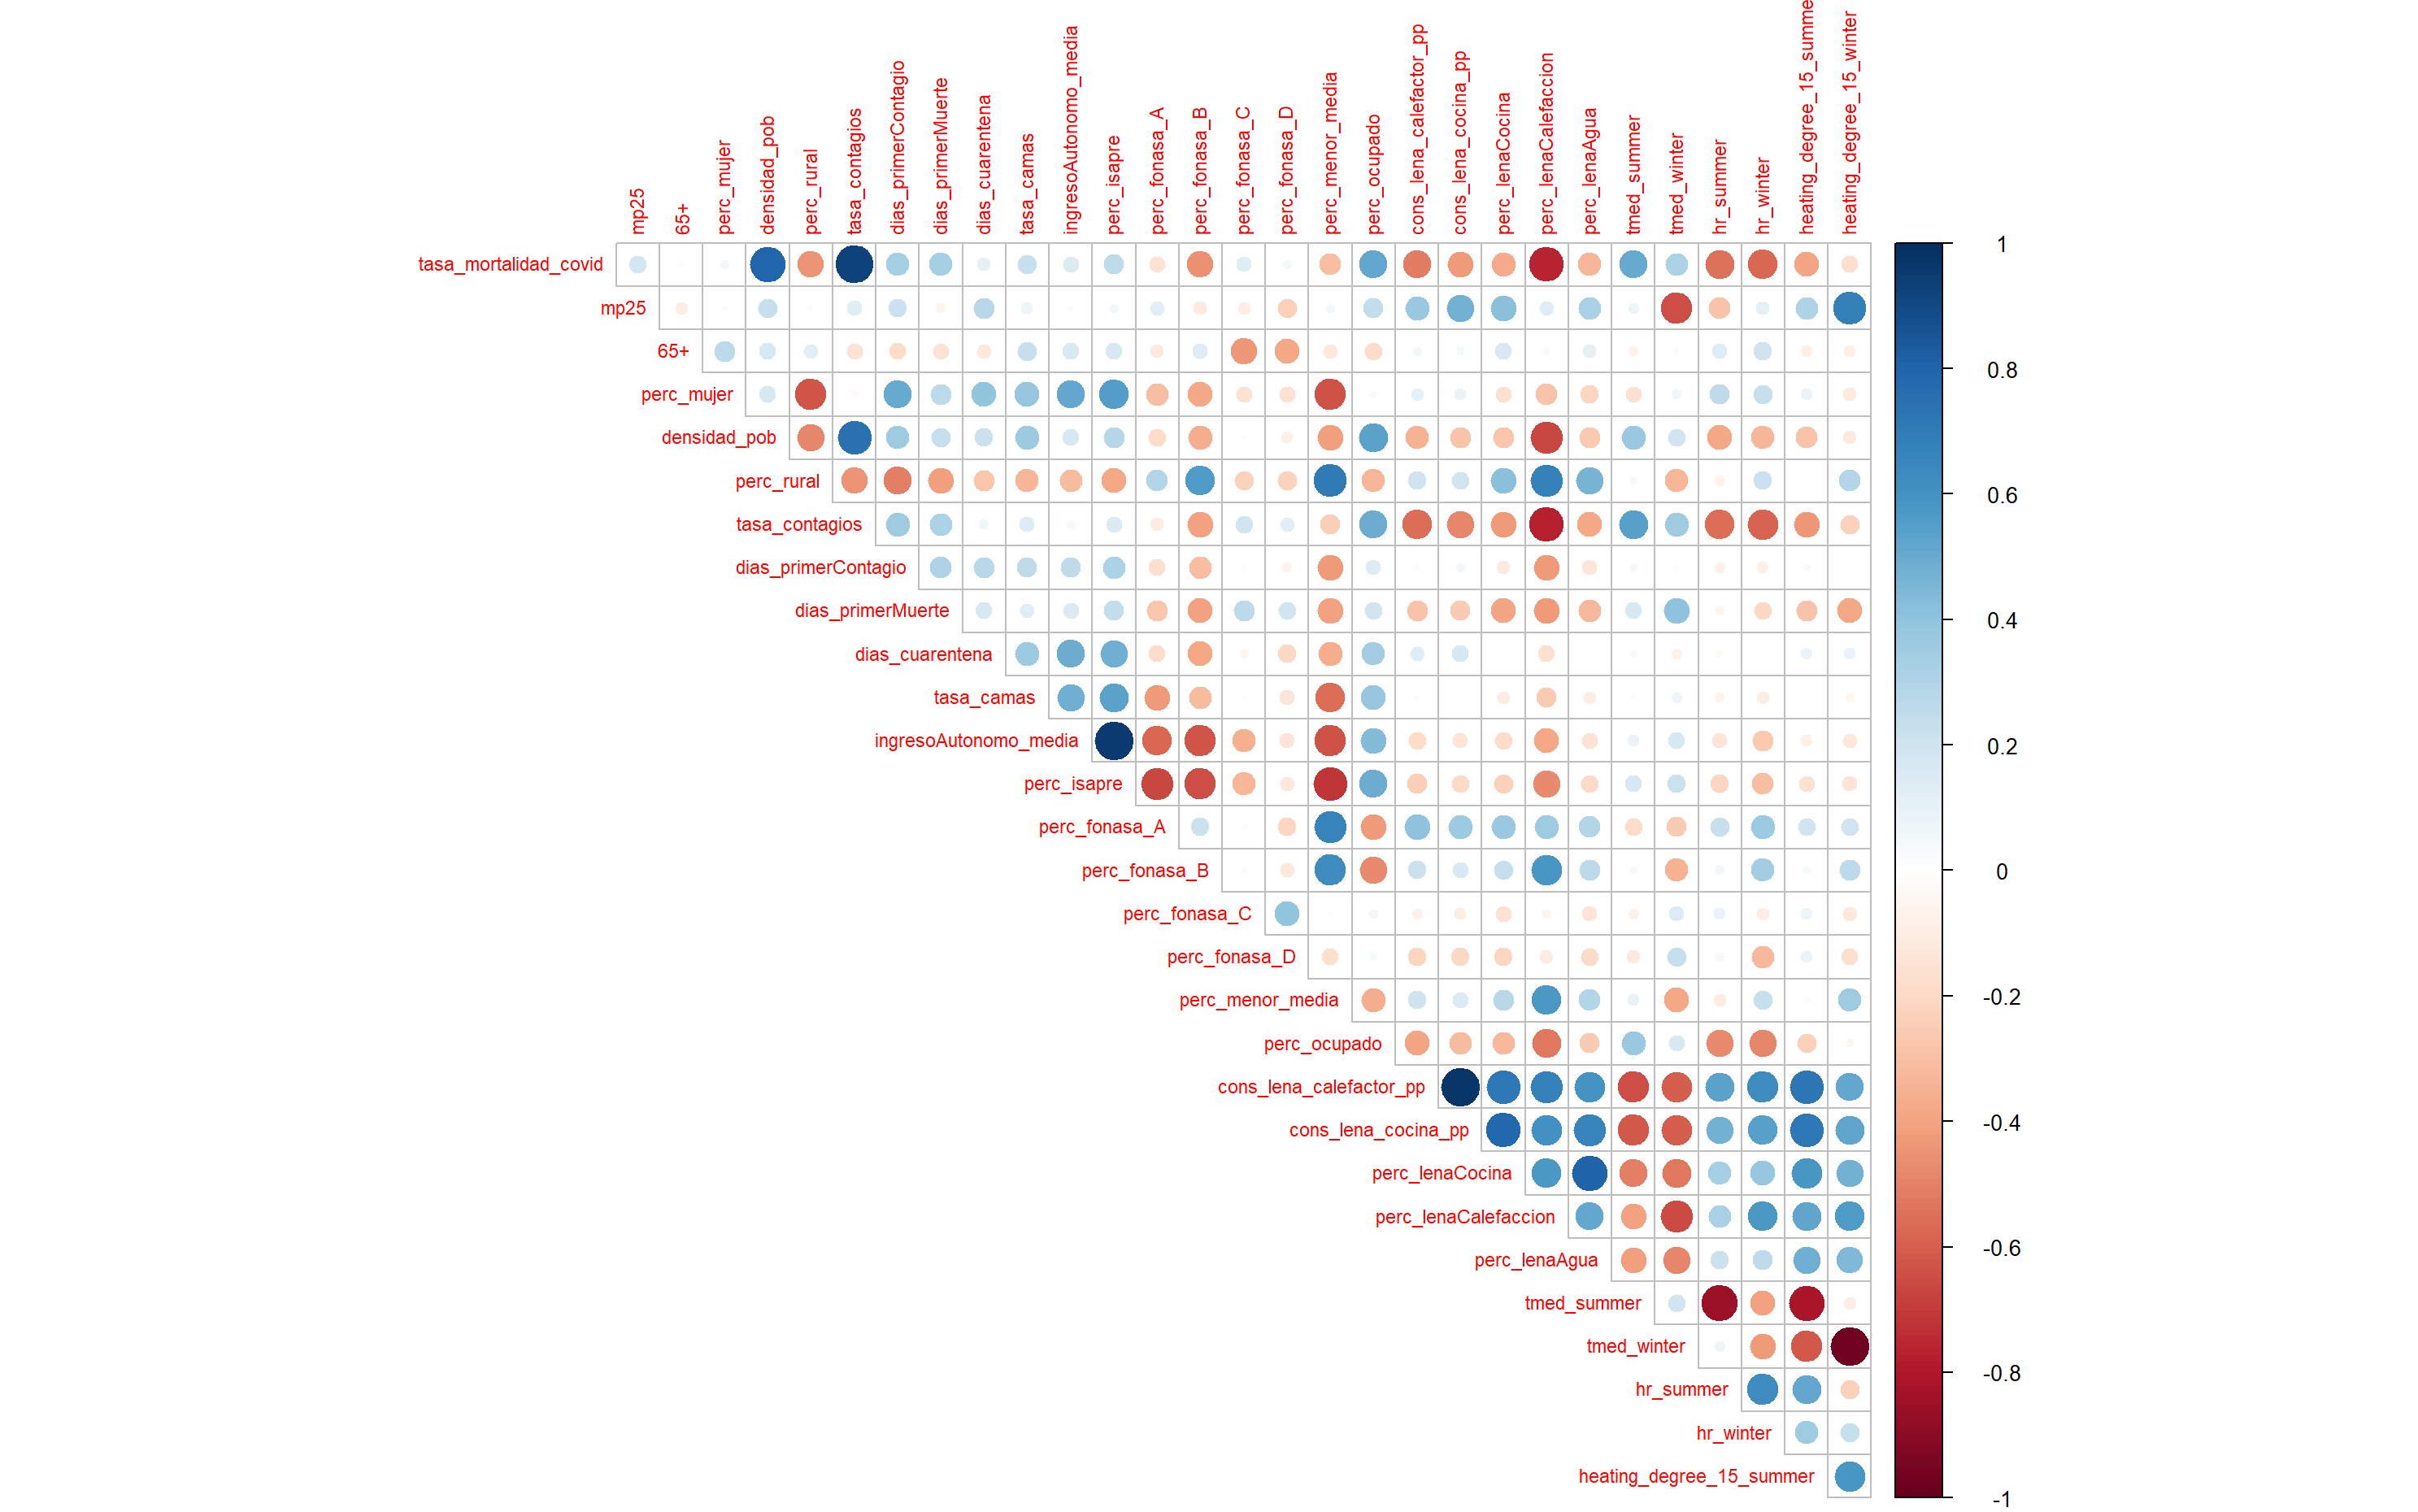 mp25
65+
perc_mujer
densidad_pob
perc_rural
tasa_contagios
dias_primerContagio
dias_primerMuerte
dias_cuarentena
tasa_camas
ingresoAutonomo_media
perc_isapre
perc_fonasa_A
perc_fonasa_B
perc_fonasa_C
perc_fonasa_D
perc_menor_media
perc_ocupado
cons_lena_calefactor_pp
cons_lena_cocina_pp
perc_lenaCocina
perc_lenaCalefaccion
perc_lenaAgua
tmed_summer
tmed_winter
hr_summer
hr_winter
heating_degree_15_summe
heating_degree_15_winter
tasa_mortalidad_covid
mp25
65+
perc_mujer
densidad_pob
perc_rural
tasa_contagios
dias_primerContagio
dias_primerMuerte
dias_cuarentena
tasa_camas
ingresoAutonomo_media
perc_isapre
perc_fonasa_A
perc_fonasa_B
perc_fonasa_C
perc_fonasa_D
perc_menor_media
perc_ocupado
cons_lena_calefactor_pp
cons_lena_cocina_pp
perc_lenaCocina
perc_lenaCalefaccion
perc_lenaAgua
tmed_summer
tmed_winter
hr_summer
hr_winter
heating_degree_15_summer
1
0.8
0.6
0.4
0.2
0
-0.2
-0.4
-0.6
-0.8
-1